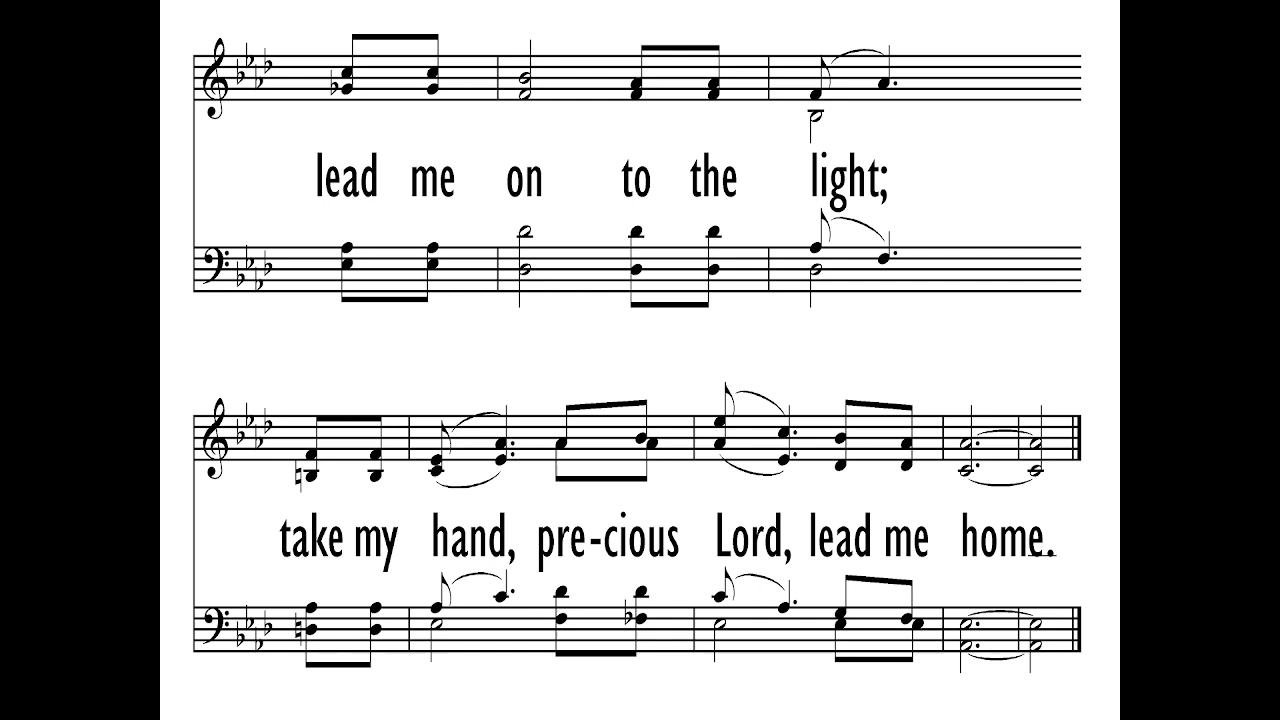 lead me on to the light;
take my hand, pre-cious Lord, lead me home.